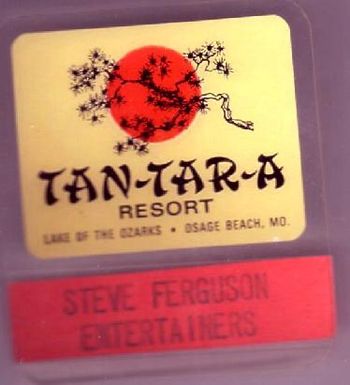 TAN-TAR-A
RESORT
LAKE OF THE OZARKS • OSAGE BEACH, MO.
STEVE FERGUSON
ENTERTAINERS